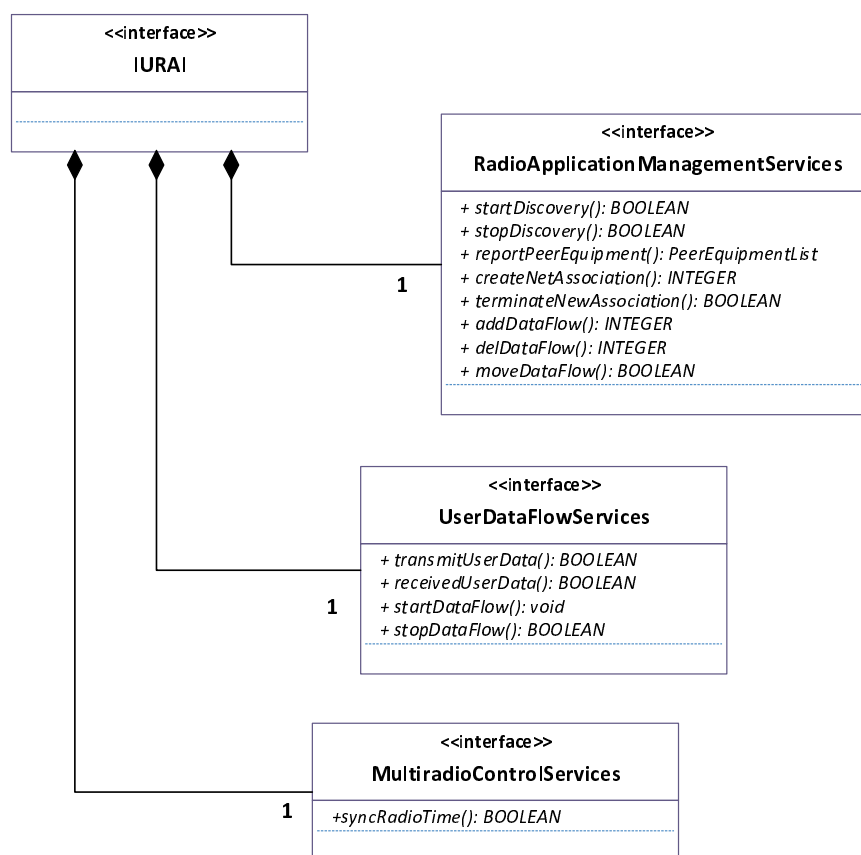 <<interface>>
IURAI
<<interface>>
RadioApplicationManagementServices
+ startDiscovery(): BOOLEAN
+ stopDiscovery(): BOOLEAN
+ reportPeerEquipment(): PeerEquipmentList
+ createNetAssociation(): INTEGER
+ terminateNewAssociation(): BOOLEAN
+ addDataFlow(): INTEGER
+ delDataFlow(): INTEGER
+ moveDataFlow(): BOOLEAN
1
<<interface>>
UserDataFlowServices
+ transmitUserData(): BOOLEAN
+ receivedUserData(): BOOLEAN
+ startDataFlow(): void
+ stopDataFlow(): BOOLEAN
1
<<interface>>
MultiradioControlServices
+syncRadioTime(): BOOLEAN
1